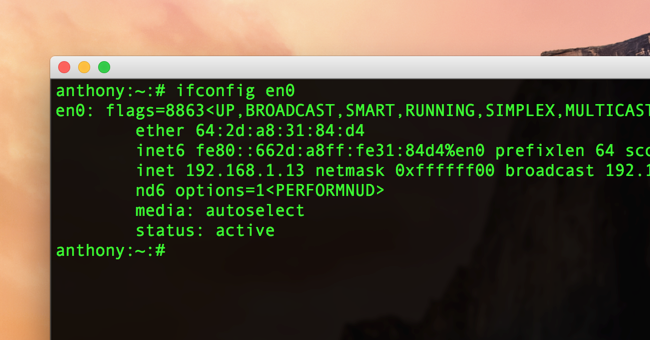 anthony:~:# ifconfig en0
en0: flags=8863<UP,BROADCAST,SMART,RUNNING,SIMPLEX,MULTICAST
ether 64:2d:a8:31:84:d4
inet6 fe80::662d:a8ff:fe31:84d4%en0 prefixlen 64 sco
inet 192.168.1.13 netmask 0xffffff00 broadcast 192.1
nd6 options=1<PERFORMNUD>
media: autoselect
status: active
anthony:~:#